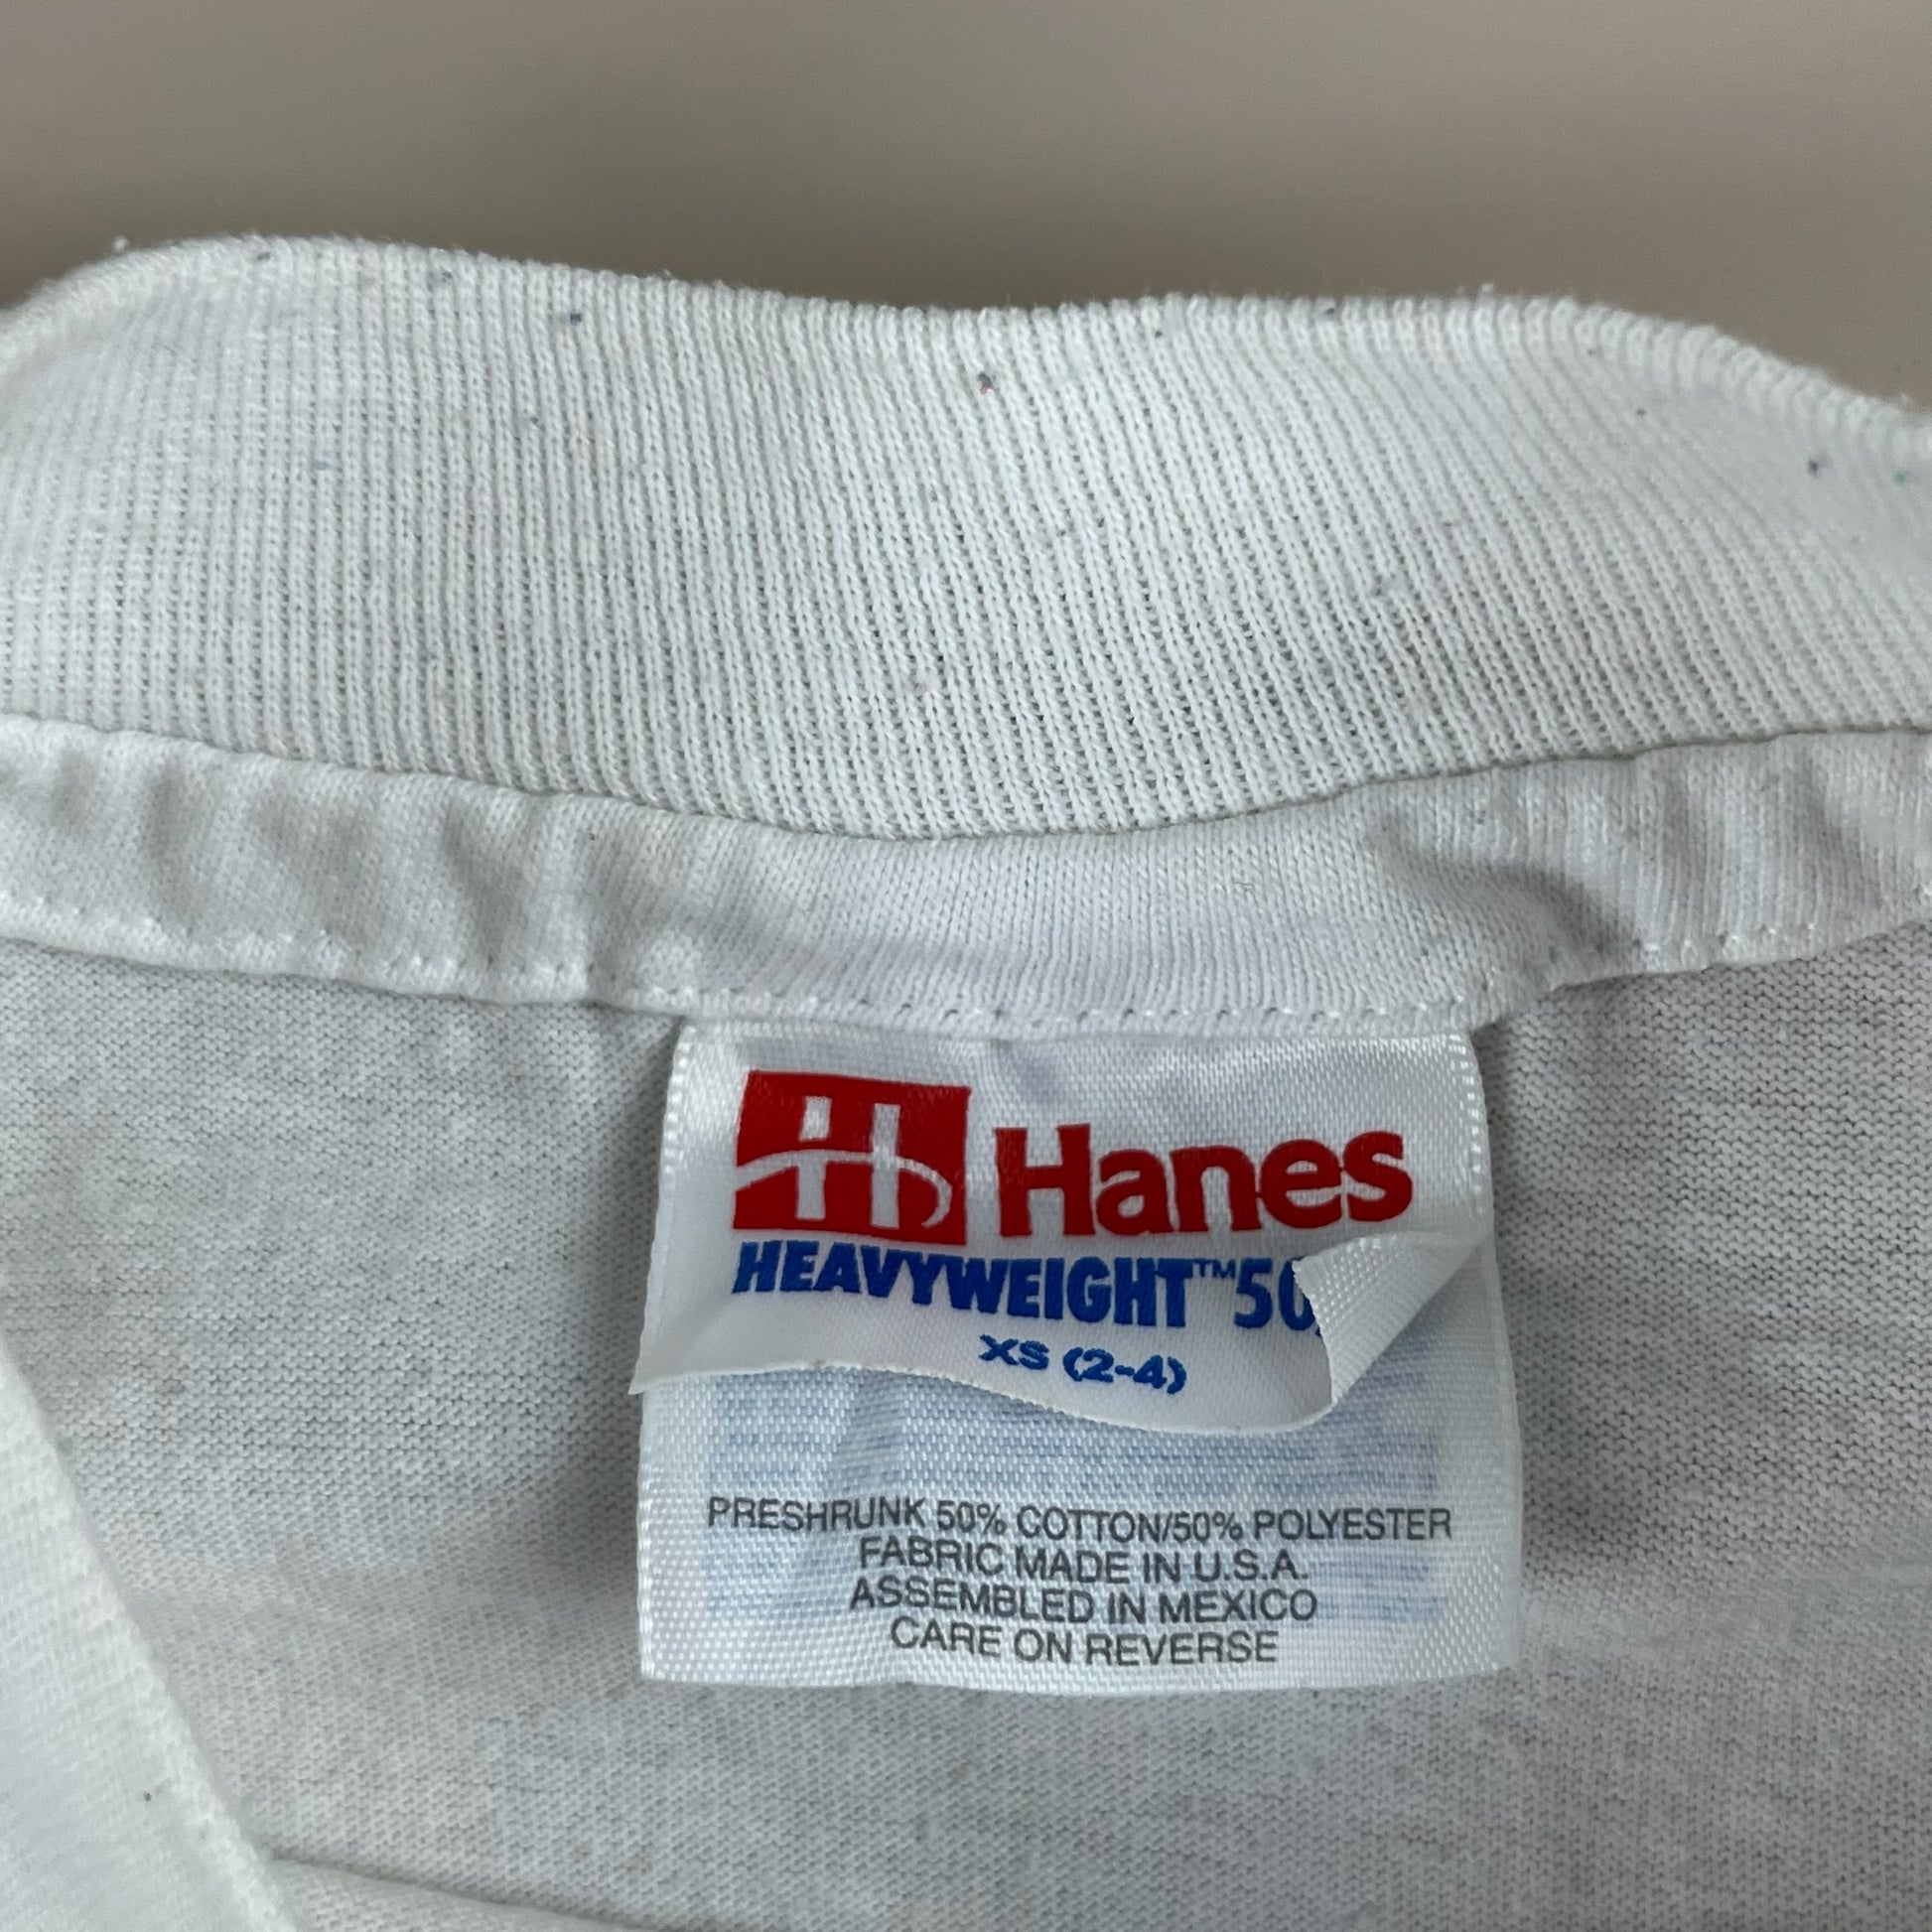 Hanes
HEAVYWEIGHT™ 50
XS (2-4)
PRESHRUNK 50% COTTON/50% POLYESTER
FABRIC MADE IN U.S.A.
ASSEMBLED IN MEXICO
CARE ON REVERSE